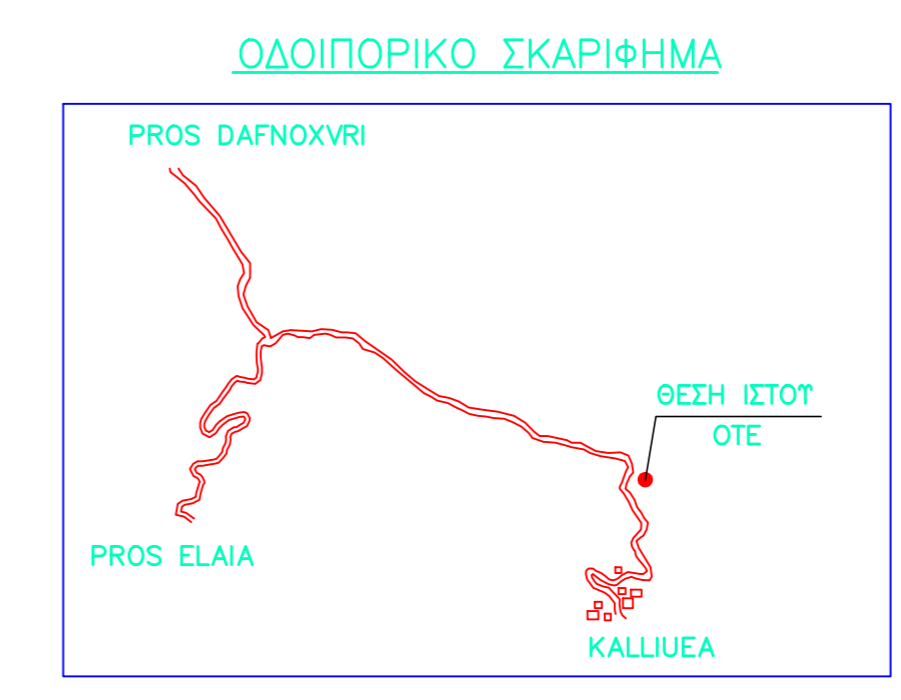 ΟΔΟΙΠΟΡΙΚΟ ΣΚΑΡΙΦΗΜΑ
PROS DAFNOXVRI
ΘΕΣΗ ΙΣΤΟΥ
ΟΤΕ
PROS ELAIA
KALLIUEA